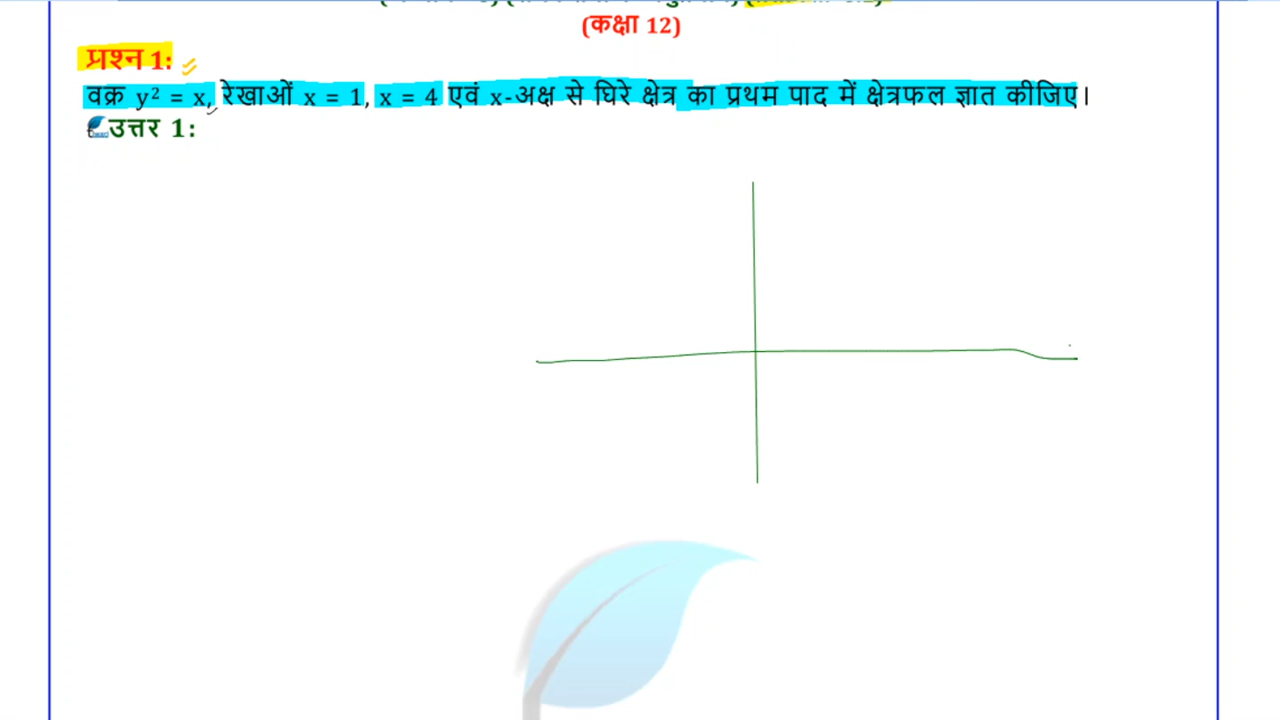 (कक्षा 12)
प्रश्न 1:
वक्र y² = x, रेखाओं x = 1, x = 4 एवं x-अक्ष से घिरे क्षेत्र का प्रथम पाद में क्षेत्रफल ज्ञात कीजिए।
उत्तर 1: